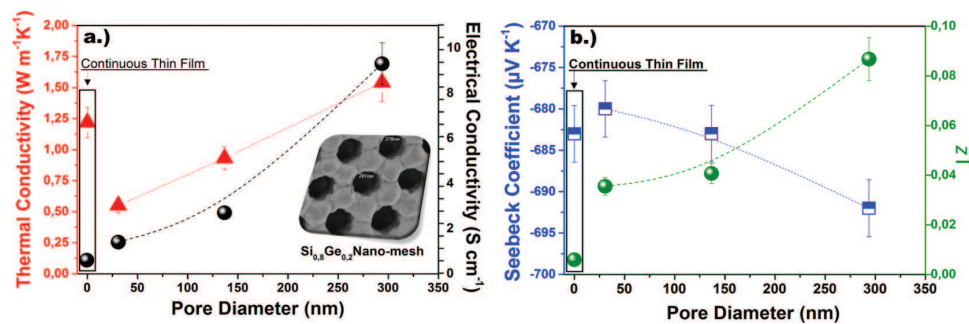 a.)
Thermal Conductivity (W m⁻¹K⁻¹)
2,00
1,75
1,50
1,25
1,00
0,75
0,50
0,25
0,00
Continuous Thin Film
Si₀,₈Ge₀,₂Nano-mesh
0 50 100 150 200 250 300 350
Pore Diameter (nm)
10
8
6
4
2
0
Electrical Conductivity (S cm⁻¹)
b.)
Seebeck Coefficient (µV K⁻¹)
-670
-675
-680
-685
-690
-695
-700
Continuous Thin Film
0 50 100 150 200 250 300 350
Pore Diameter (nm)
0,10
0,08
0,06
0,04
0,02
0,00